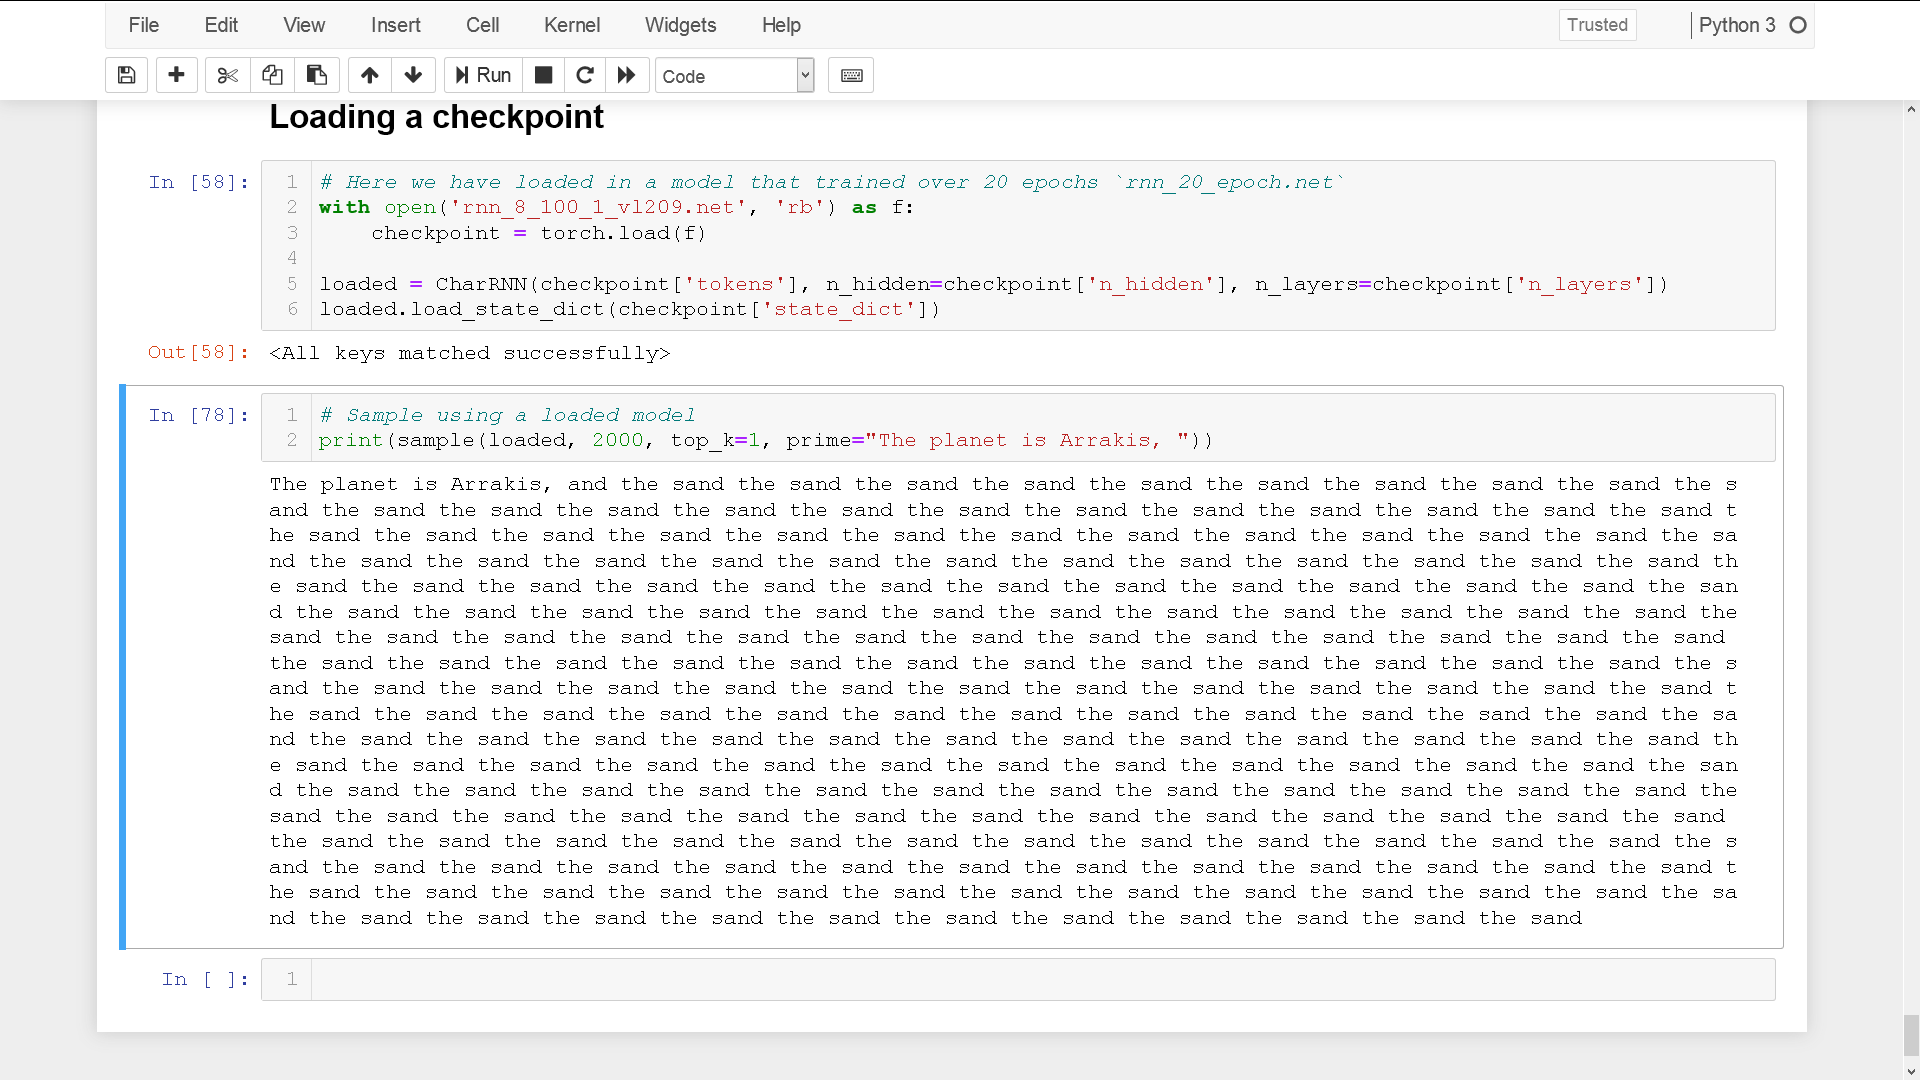 File Edit View Insert Cell Kernel Widgets Help Trusted Python 3
Run Code
Loading a checkpoint
In [58]:
1 # Here we have loaded in a model that trained over 20 epochs `rnn_20_epoch.net`
2 with open('rnn_8_100_1_vl209.net', 'rb') as f:
3 checkpoint = torch.load(f)
4
5 loaded = CharRNN(checkpoint['tokens'], n_hidden=checkpoint['n_hidden'], n_layers=checkpoint['n_layers'])
6 loaded.load_state_dict(checkpoint['state_dict'])
Out[58]: <All keys matched successfully>
In [78]:
1 # Sample using a loaded model
2 print(sample(loaded, 2000, top_k=1, prime="The planet is Arrakis, "))
The planet is Arrakis, and the sand the sand the sand the sand the sand the sand the sand the sand the sand the s
and the sand the sand the sand the sand the sand the sand the sand the sand the sand the sand the sand the sand t
he sand the sand the sand the sand the sand the sand the sand the sand the sand the sand the sand the sand the sa
nd the sand the sand the sand the sand the sand the sand the sand the sand the sand the sand the sand the sand th
e sand the sand the sand the sand the sand the sand the sand the sand the sand the sand the sand the sand the san
d the sand the sand the sand the sand the sand the sand the sand the sand the sand the sand the sand the sand the
sand the sand the sand the sand the sand the sand the sand the sand the sand the sand the sand the sand the sand
the sand the sand the sand the sand the sand the sand the sand the sand the sand the sand the sand the sand the s
and the sand the sand the sand the sand the sand the sand the sand the sand the sand the sand the sand the sand t
he sand the sand the sand the sand the sand the sand the sand the sand the sand the sand the sand the sand the sa
nd the sand the sand the sand the sand the sand the sand the sand the sand the sand the sand the sand the sand th
e sand the sand the sand the sand the sand the sand the sand the sand the sand the sand the sand the sand the san
d the sand the sand the sand the sand the sand the sand the sand the sand the sand the sand the sand the sand the
sand the sand the sand the sand the sand the sand the sand the sand the sand the sand the sand the sand the sand
the sand the sand the sand the sand the sand the sand the sand the sand the sand the sand the sand the sand the s
and the sand the sand the sand the sand the sand the sand the sand the sand the sand the sand the sand the sand t
he sand the sand the sand the sand the sand the sand the sand the sand the sand the sand the sand the sand the sa
nd the sand the sand the sand the sand the sand the sand the sand the sand the sand the sand the sand
In [ ]: 1